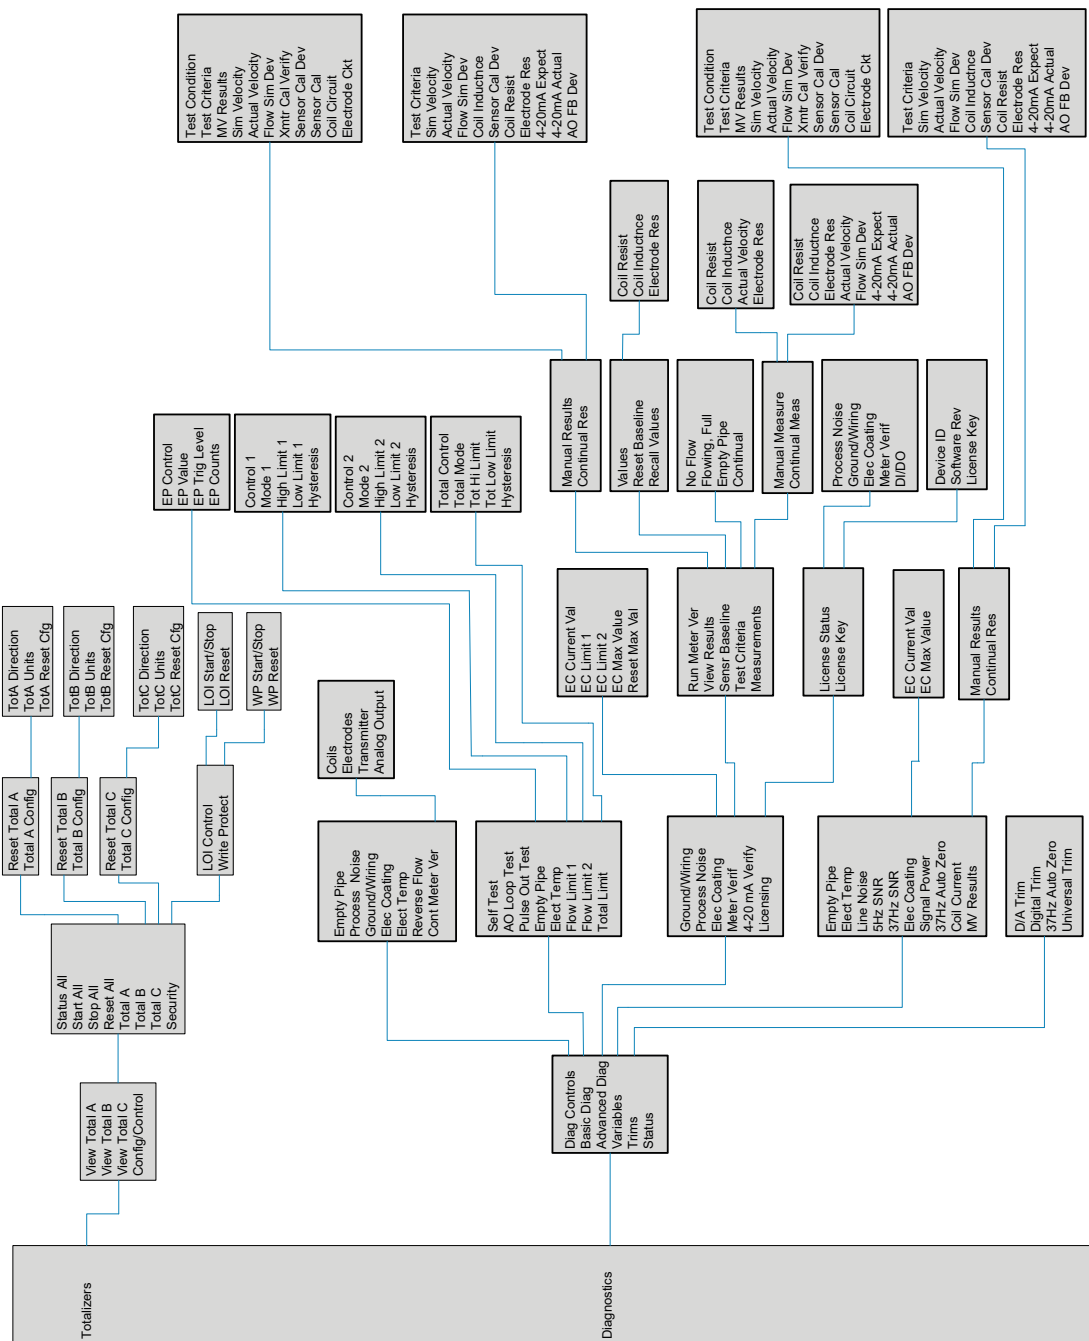 Totalizers
View Total A
View Total B
View Total C
Config/Control
Status All
Start All
Stop All
Reset All
Total A
Total B
Total C
Security
Reset Total A
Total A Config
TotA Direction
TotA Units
TotA Reset Cfg
Reset Total B
Total B Config
TotB Direction
TotB Units
TotB Reset Cfg
Reset Total C
Total C Config
TotC Direction
TotC Units
TotC Reset Cfg
LOI Control
Write Protect
LOI Start/Stop
LOI Reset
WP Start/Stop
WP Reset
Diagnostics
Diag Controls
Basic Diag
Advanced Diag
Variables
Trims
Status
Empty Pipe
Process Noise
Ground/Wiring
Elec Coating
Elect Temp
Reverse Flow
Cont Meter Ver
Coils
Electrodes
Transmitter
Analog Output
Self Test
AO Loop Test
Pulse Out Test
Empty Pipe
Elect Temp
Flow Limit 1
Flow Limit 2
Total Limit
EP Control
EP Value
EP Trig Level
EP Counts
Control 1
Mode 1
High Limit 1
Low Limit 1
Hysteresis
Control 2
Mode 2
High Limit 2
Low Limit 2
Hysteresis
Total Control
Total Mode
Tot Hi Limit
Tot Low Limit
Hysteresis
Ground/Wiring
Process Noise
Elec Coating
Meter Verif
4-20 mA Verify
Licensing
EC Current Val
EC Limit 1
EC Limit 2
EC Max Value
Reset Max Val
Run Meter Ver
View Results
Sensr Baseline
Test Criteria
Measurements
Manual Results
Continual Res
Test Condition
Test Criteria
MV Results
Sim Velocity
Actual Velocity
Flow Sim Dev
Xmtr Cal Verify
Sensor Cal Dev
Sensor Cal
Coil Circuit
Electrode Ckt
Test Criteria
Sim Velocity
Actual Velocity
Flow Sim Dev
Coil Inductnce
Sensor Cal Dev
Coil Resist
Electrode Res
4-20mA Expect
4-20mA Actual
AO FB Dev
Values
Reset Baseline
Recall Values
Coil Resist
Coil Inductnce
Electrode Res
No Flow
Flowing, Full
Empty Pipe
Continual
Manual Measure
Continual Meas
Coil Resist
Coil Inductnce
Actual Velocity
Electrode Res
Coil Resist
Coil Inductnce
Electrode Res
Actual Velocity
Flow Sim Dev
4-20mA Expect
4-20mA Actual
AO FB Dev
License Status
License Key
Process Noise
Ground/Wiring
Elec Coating
Meter Verif
DI/DO
Device ID
Software Rev
License Key
Empty Pipe
Elect Temp
Line Noise
5Hz SNR
37Hz SNR
Elec Coating
Signal Power
37Hz Auto Zero
Coil Current
MV Results
EC Current Val
EC Max Value
Manual Results
Continual Res
Test Condition
Test Criteria
MV Results
Sim Velocity
Actual Velocity
Flow Sim Dev
Xmtr Cal Verify
Sensor Cal Dev
Sensor Cal
Coil Circuit
Electrode Ckt
Test Criteria
Sim Velocity
Actual Velocity
Flow Sim Dev
Coil Inductnce
Sensor Cal Dev
Coil Resist
Electrode Res
4-20mA Expect
4-20mA Actual
AO FB Dev
D/A Trim
Digital Trim
37Hz Auto Zero
Universal Trim